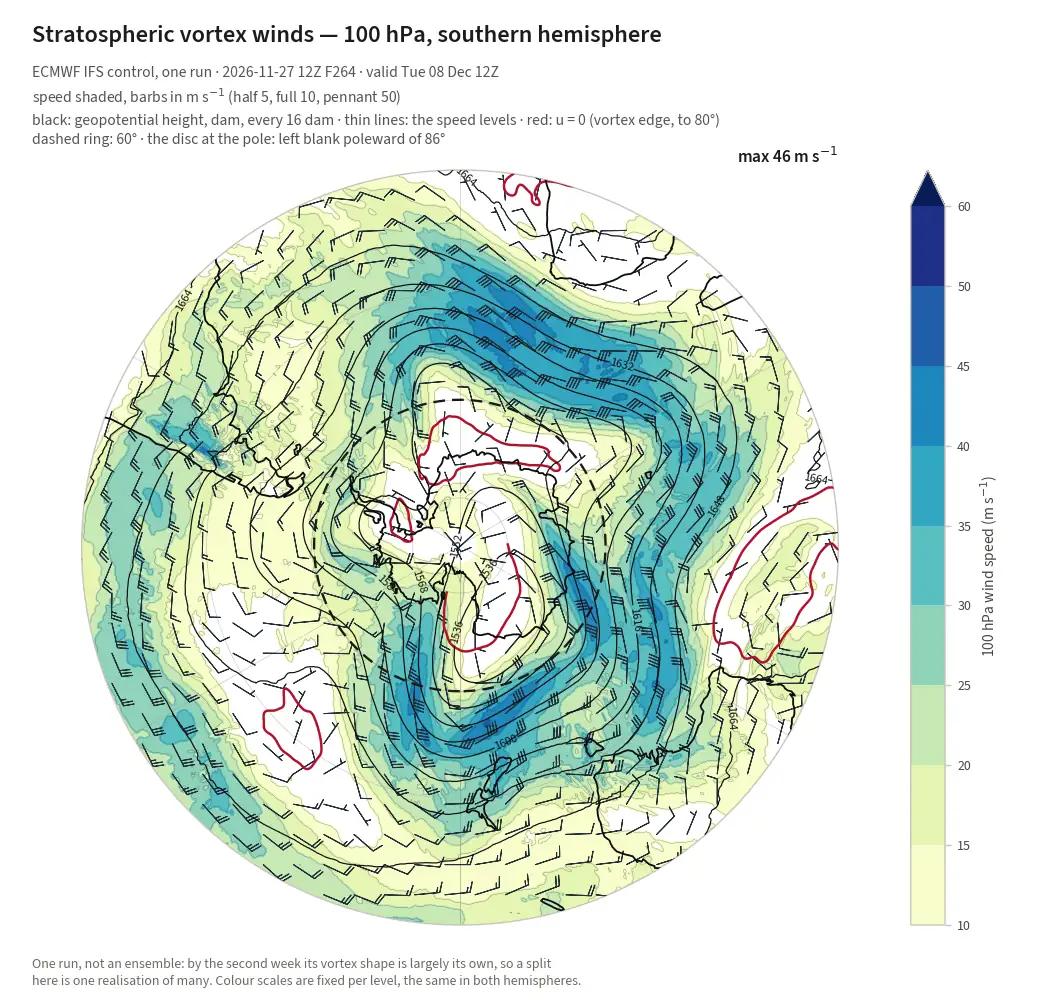 Stratospheric vortex winds — 100 hPa, southern hemisphere
ECMWF IFS control, one run · 2026-11-27 12Z F264 · valid Tue 08 Dec 12Z
speed shaded, barbs in m s⁻¹ (half 5, full 10, pennant 50)
black: geopotential height, dam, every 16 dam · thin lines: the speed levels · red: u = 0 (vortex edge, to 80°)
dashed ring: 60° · the disc at the pole: left blank poleward of 86°
max 46 m s⁻¹
1664
1664
1632
1664
1648
1552
1536
1568
1616
1536
1664
1600
60
50
45
40
35
30
25
20
15
10
100 hPa wind speed (m s⁻¹)
One run, not an ensemble: by the second week its vortex shape is largely its own, so a split
here is one realisation of many. Colour scales are fixed per level, the same in both hemispheres.